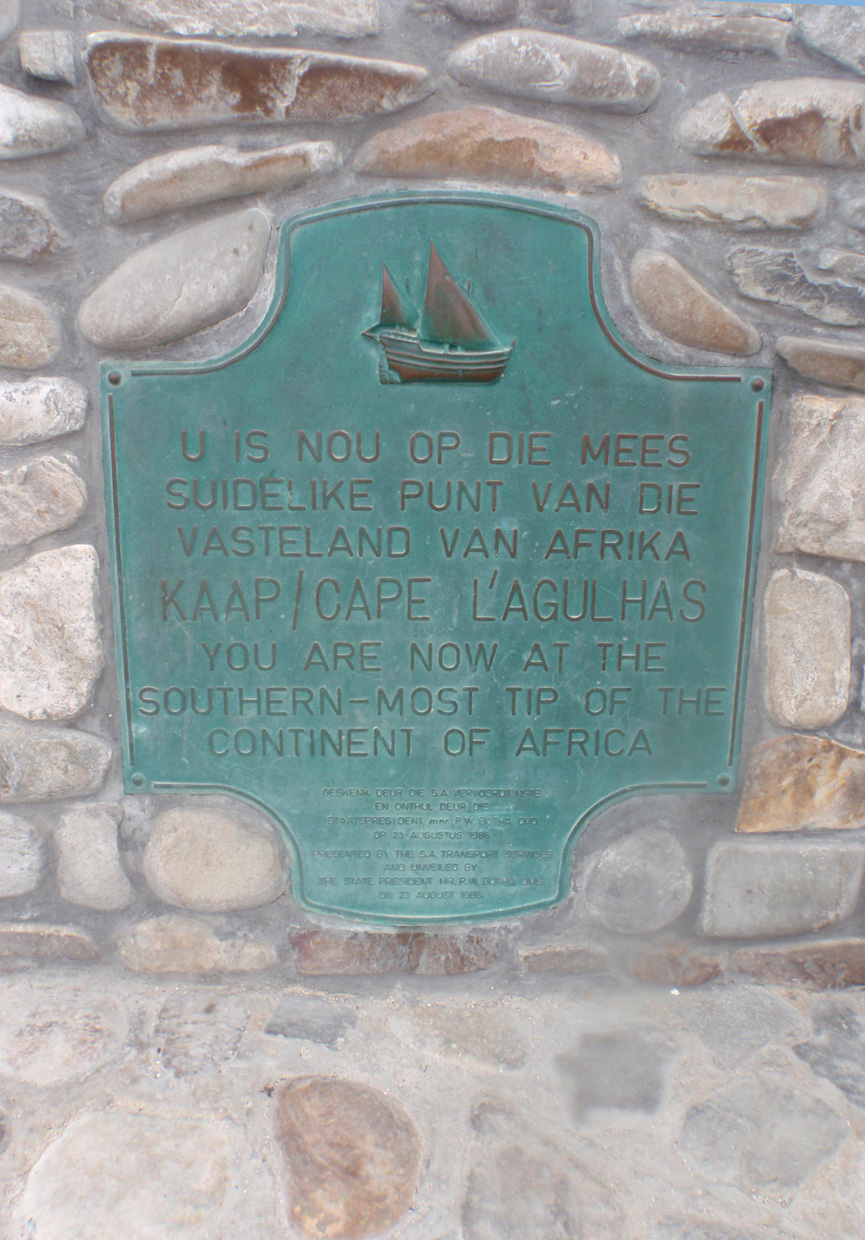 U IS NOU OP DIE MEES
SUIDELIKE PUNT VAN DIE
VASTELAND VAN AFRIKA
KAAP/CAPE L'AGULHAS
YOU ARE NOW AT THE
SOUTHERN-MOST TIP OF THE
CONTINENT OF AFRICA
GESKENK DEUR DIE S.A. VERVOERDIENSTE
EN ONTHUL DEUR DIE
STAATSPRESIDENT, mnr. P.W. BOTHA, DVD
OP 23 AUGUSTUS 1986
PRESENTED BY THE S.A. TRANSPORT SERVICES
AND UNVEILED BY
THE STATE PRESIDENT MR. P.W. BOTHA, DMS
ON 23 AUGUST 1986